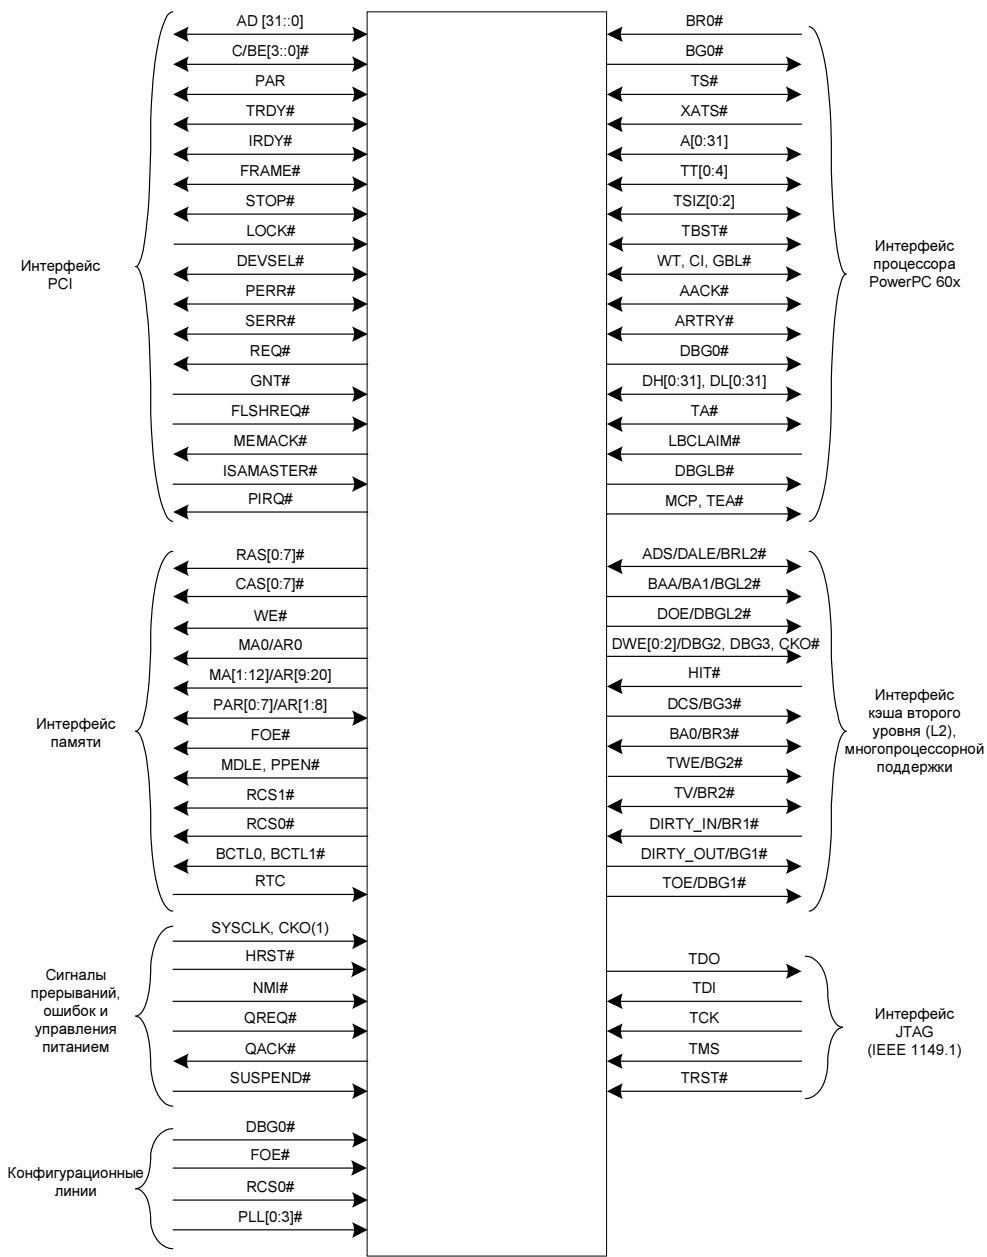 AD [31::0]
C/BE[3::0]#
PAR
TRDY#
IRDY#
FRAME#
STOP#
LOCK#
DEVSEL#
PERR#
SERR#
REQ#
GNT#
FLSHREQ#
MEMACK#
ISAMASTER#
PIRQ#
Интерфейс
PCI
RAS[0:7]#
CAS[0:7]#
WE#
MA0/AR0
MA[1:12]/AR[9:20]
PAR[0:7]/AR[1:8]
FOE#
MDLE, PPEN#
RCS1#
RCS0#
BCTL0, BCTL1#
RTC
Интерфейс
памяти
SYSCLK, CKO(1)
HRST#
NMI#
QREQ#
QACK#
SUSPEND#
Сигналы
прерываний,
ошибок и
управления
питанием
DBG0#
FOE#
RCS0#
PLL[0:3]#
Конфигурационные
линии
BR0#
BG0#
TS#
XATS#
A[0:31]
TT[0:4]
TSIZ[0:2]
TBST#
WT, CI, GBL#
AACK#
ARTRY#
DBG0#
DH[0:31], DL[0:31]
TA#
LBCLAIM#
DBGLB#
MCP, TEA#
Интерфейс
процессора
PowerPC 60x
ADS/DALE/BRL2#
BAA/BA1/BGL2#
DOE/DBGL2#
DWE[0:2]/DBG2, DBG3, CKO#
HIT#
DCS/BG3#
BA0/BR3#
TWE/BG2#
TV/BR2#
DIRTY_IN/BR1#
DIRTY_OUT/BG1#
TOE/DBG1#
Интерфейс
кэша второго
уровня (L2),
многопроцессорной
поддержки
TDO
TDI
TCK
TMS
TRST#
Интерфейс
JTAG
(IEEE 1149.1)